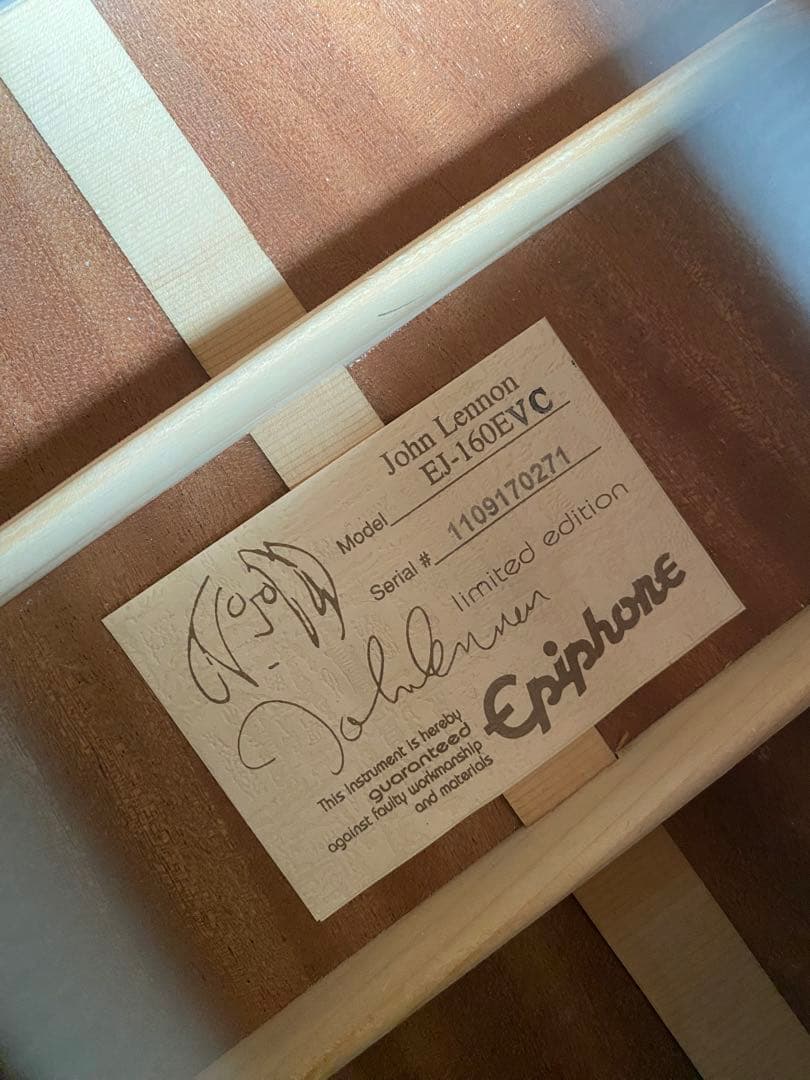 John Lennon
Model EJ-160EVC
Serial # 1109170271
limited edition
John Lennon
Epiphone
This Instrument is hereby
guaranteed
against faulty workmanship
and materials